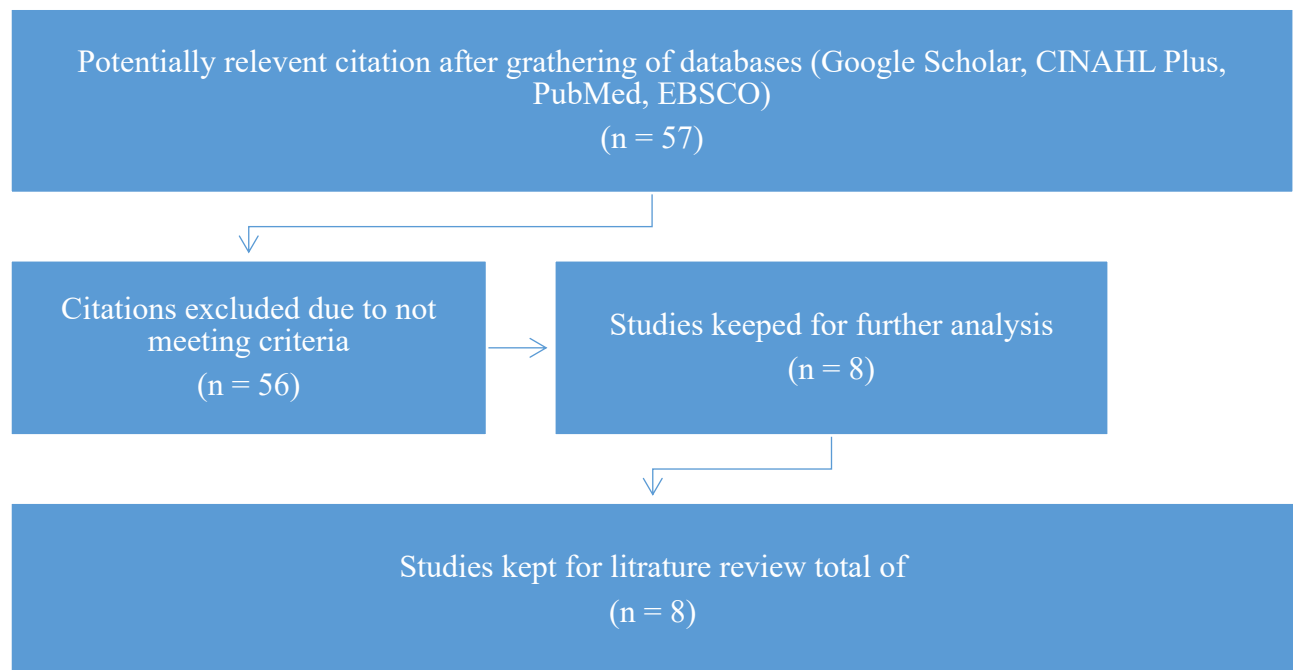 Potentially relevent citation after grathering of databases (Google Scholar, CINAHL Plus,
PubMed, EBSCO)
(n = 57)
Citations excluded due to not
meeting criteria
(n = 56)
Studies keeped for further analysis
(n = 8)
Studies kept for litrature review total of
(n = 8)